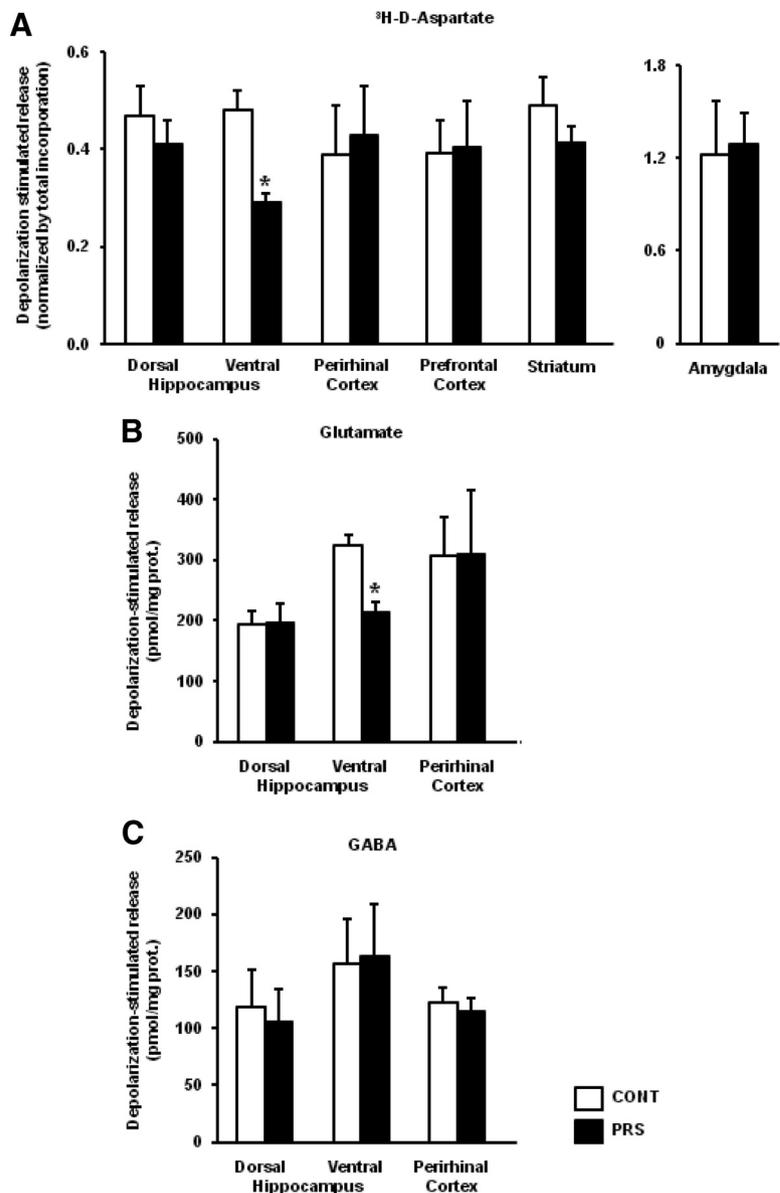 A
³H-D-Aspartate
Depolarization stimulated release
(normalized by total incorporation)
0.6
0.4
0.2
0.0
Dorsal Ventral Perirhinal Prefrontal Striatum
Hippocampus Cortex Cortex
1.8
1.2
0.6
0
Amygdala
*
B
Glutamate
Depolarization-stimulated release
(pmol/mg prot.)
500
400
300
200
100
0
*
Dorsal Ventral Perirhinal
Hippocampus Cortex
C
GABA
Depolarization-stimulated release
(pmol/mg prot.)
250
200
150
100
50
0
Dorsal Ventral Perirhinal
Hippocampus Cortex
CONT
PRS